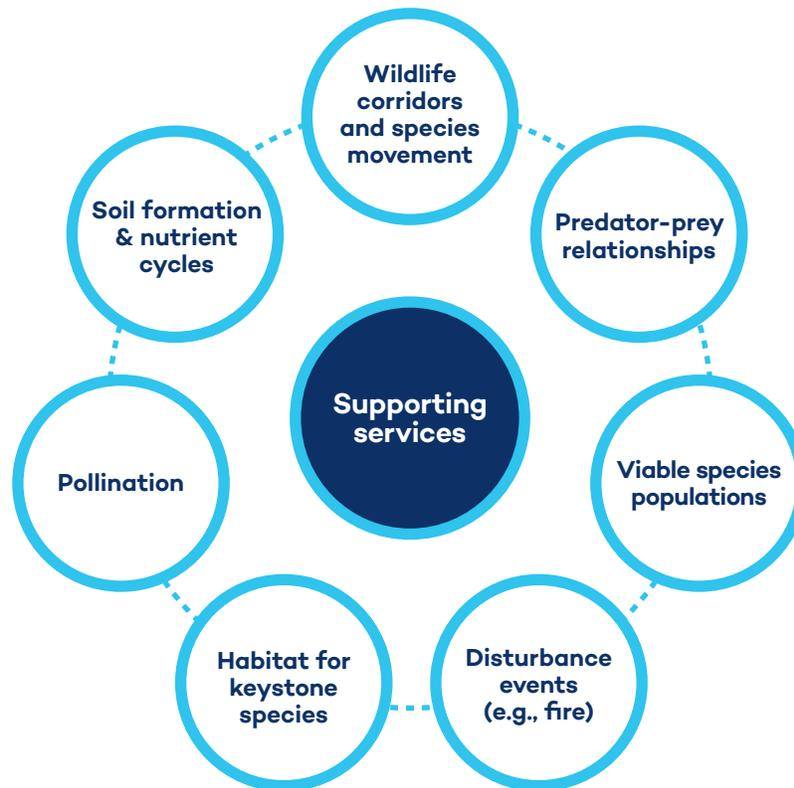 Wildlife
corridors
and species
movement
Soil formation
& nutrient
cycles
Predator-prey
relationships
Supporting
services
Pollination
Viable species
populations
Habitat for
keystone
species
Disturbance
events
(e.g., fire)